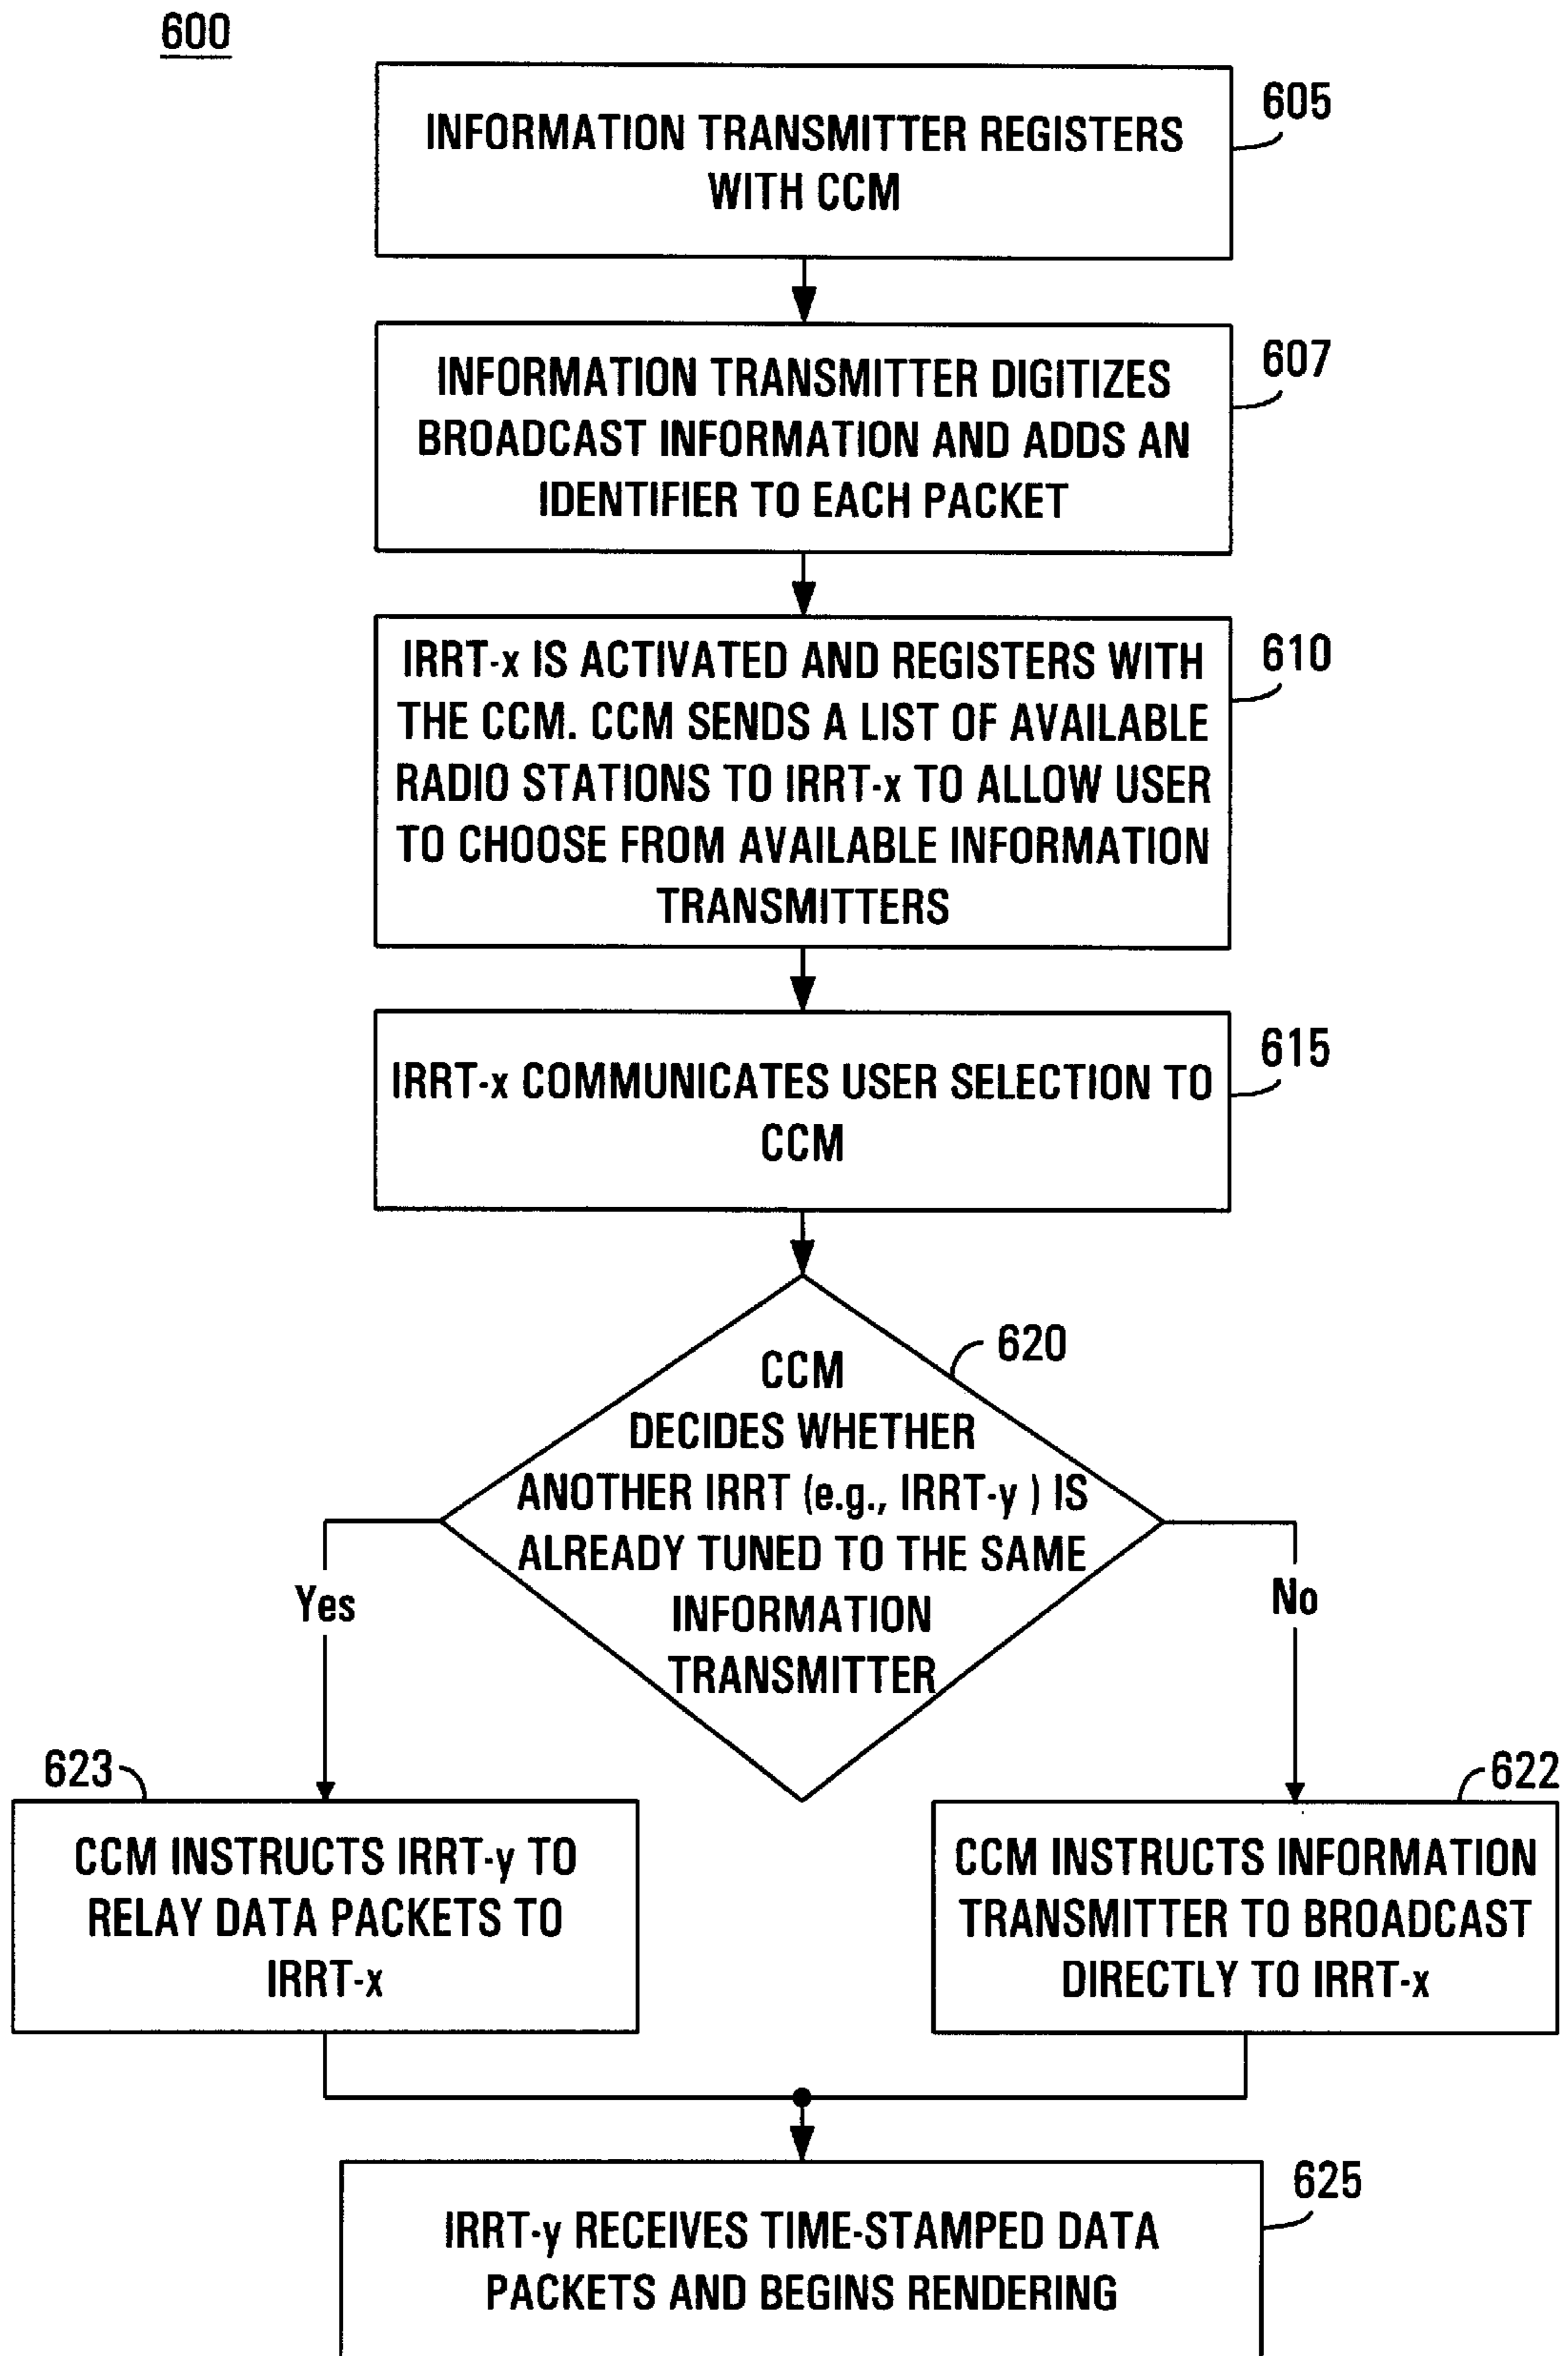 600
INFORMATION TRANSMITTER REGISTERS
WITH CCM
605
INFORMATION TRANSMITTER DIGITIZES
BROADCAST INFORMATION AND ADDS AN
IDENTIFIER TO EACH PACKET
607
IRRT-x IS ACTIVATED AND REGISTERS WITH
THE CCM. CCM SENDS A LIST OF AVAILABLE
RADIO STATIONS TO IRRT-x TO ALLOW USER
TO CHOOSE FROM AVAILABLE INFORMATION
TRANSMITTERS
610
IRRT-x COMMUNICATES USER SELECTION TO
CCM
615
CCM
DECIDES WHETHER
ANOTHER IRRT (e.g., IRRT-y ) IS
ALREADY TUNED TO THE SAME
INFORMATION
TRANSMITTER
620
Yes
No
623
CCM INSTRUCTS IRRT-y TO
RELAY DATA PACKETS TO
IRRT-x
622
CCM INSTRUCTS INFORMATION
TRANSMITTER TO BROADCAST
DIRECTLY TO IRRT-x
IRRT-y RECEIVES TIME-STAMPED DATA
PACKETS AND BEGINS RENDERING
625